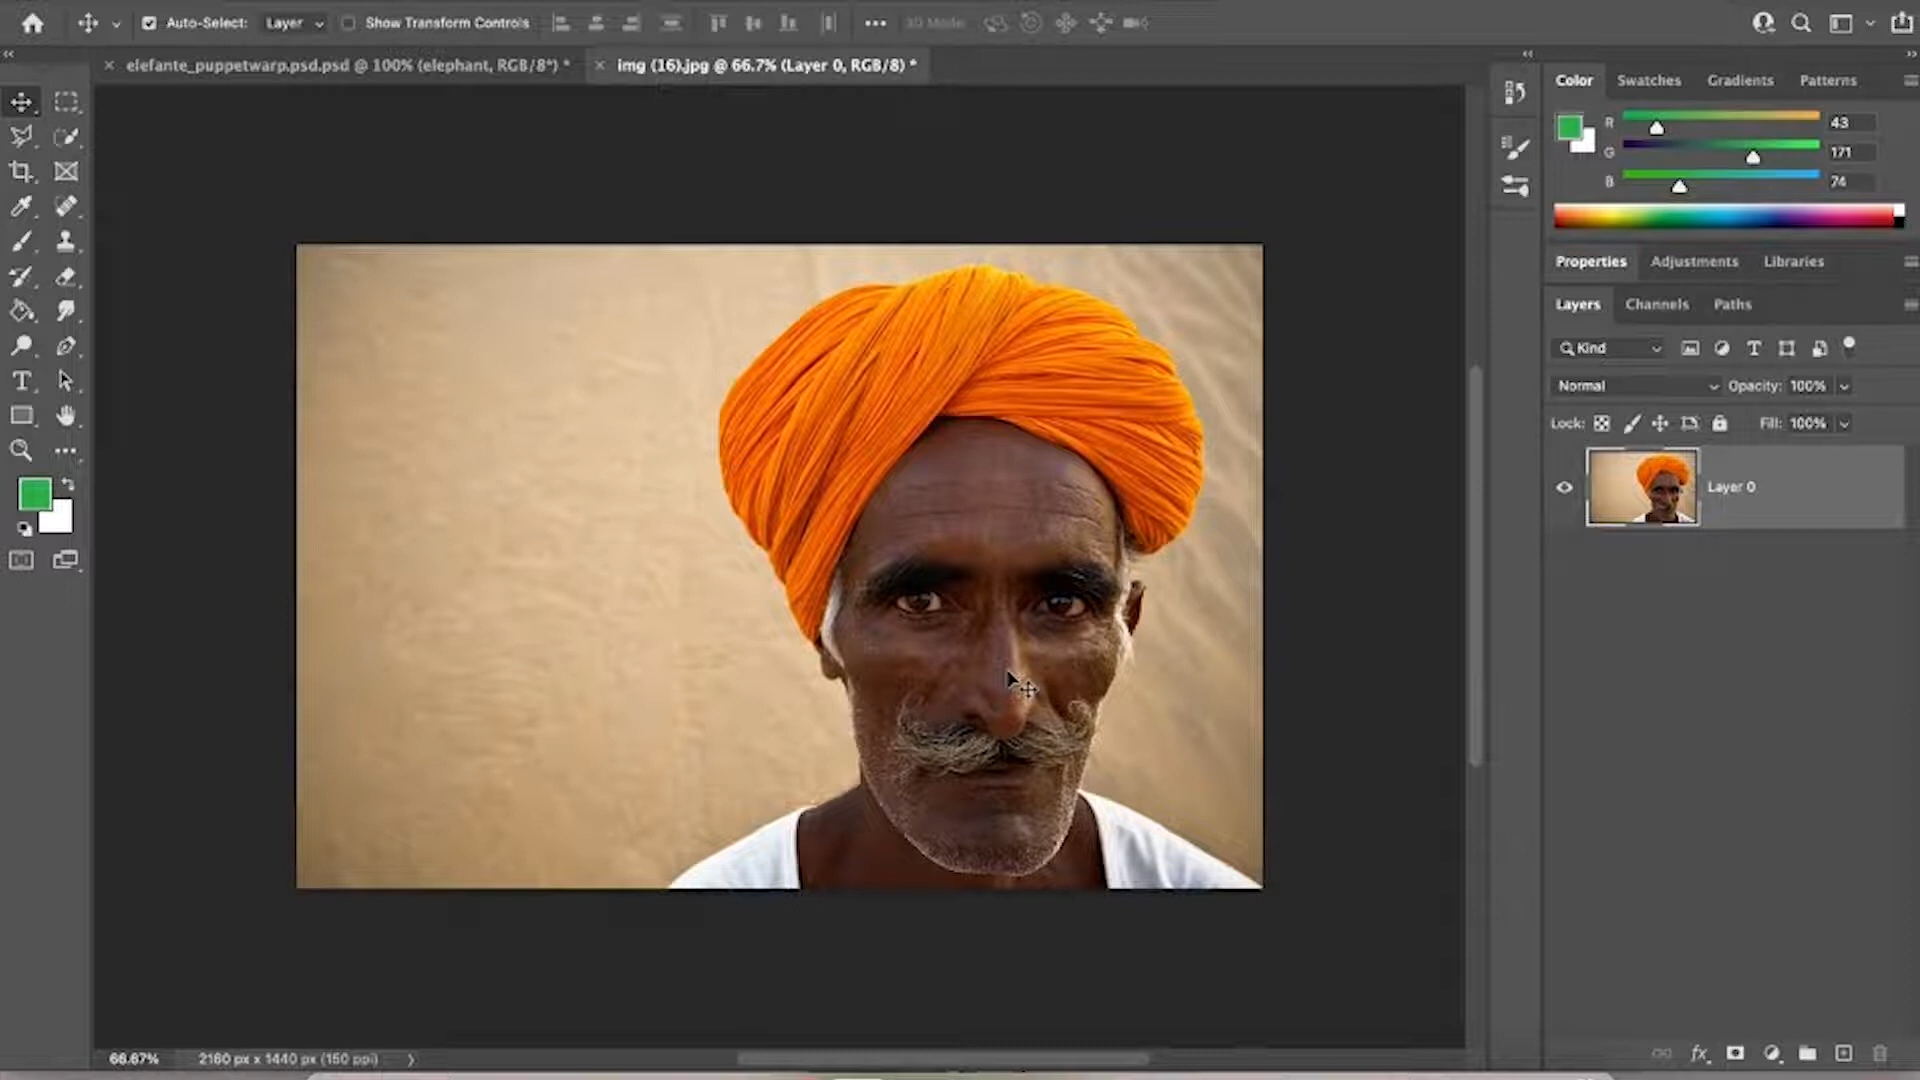 Auto-Select: Layer Show Transform Controls 3D Mode
elefante_puppetwarp.psd.psd @ 100% (elephant, RGB/8*) *
img (16).jpg @ 66.7% (Layer 0, RGB/8) *
Color Swatches Gradients Patterns
R 43
G 171
B 74
Properties Adjustments Libraries
Layers Channels Paths
Kind
Normal Opacity: 100%
Lock: Fill: 100%
Layer 0
66.67% 2160 px x 1440 px (150 ppi)
fx